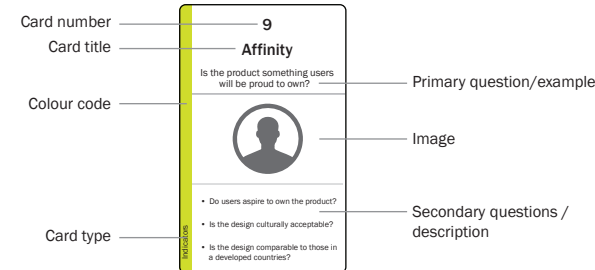 Card number
Card title
Colour code
Card type
9
Affinity
Is the product something users
will be proud to own?
• Do users aspire to own the product?
• Is the design culturally acceptable?
• Is the design comparable to those in
a developed countries?
Indicators
Primary question/example
Image
Secondary questions /
description